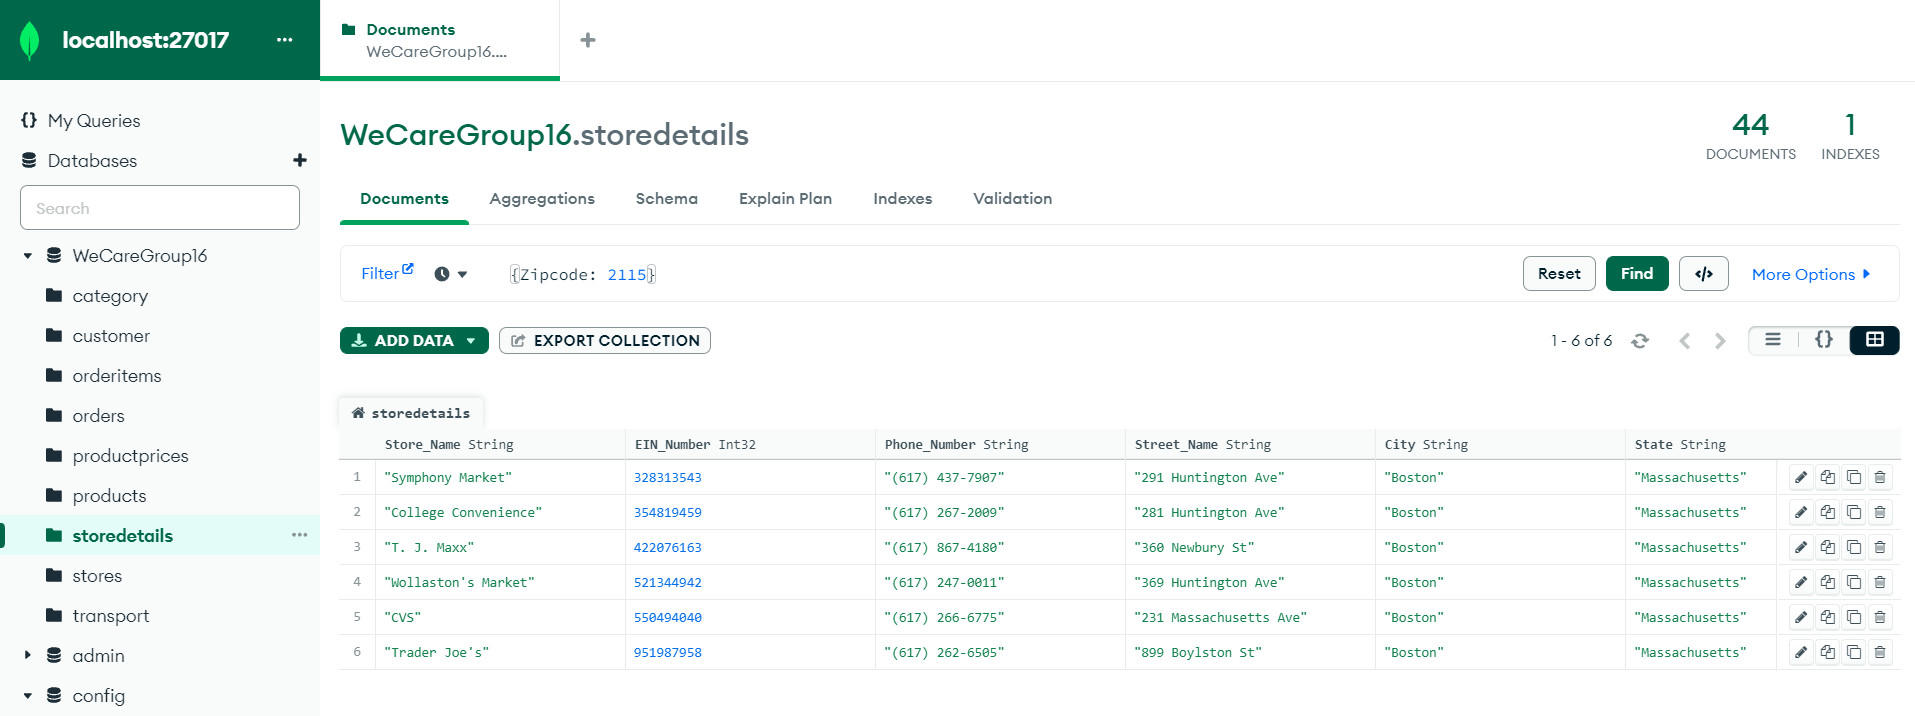 localhost:27017 ...
Documents
WeCareGroup16....
+
{} My Queries
Databases +
Search
WeCareGroup16
category
customer
orderitems
orders
productprices
products
storedetails ...
stores
transport
admin
config
WeCareGroup16.storedetails
44
DOCUMENTS
1
INDEXES
Documents Aggregations Schema Explain Plan Indexes Validation
Filter {Zipcode: 2115} Reset Find </> More Options
ADD DATA EXPORT COLLECTION 1 - 6 of 6 {}
storedetails
Store_Name String EIN_Number Int32 Phone_Number String Street_Name String City String State String
1 "Symphony Market" 328313543 "(617) 437-7907" "291 Huntington Ave" "Boston" "Massachusetts"
2 "College Convenience" 354819459 "(617) 267-2009" "281 Huntington Ave" "Boston" "Massachusetts"
3 "T. J. Maxx" 422076163 "(617) 867-4180" "360 Newbury St" "Boston" "Massachusetts"
4 "Wollaston's Market" 521344942 "(617) 247-0011" "369 Huntington Ave" "Boston" "Massachusetts"
5 "CVS" 550494040 "(617) 266-6775" "231 Massachusetts Ave" "Boston" "Massachusetts"
6 "Trader Joe's" 951987958 "(617) 262-6505" "899 Boylston St" "Boston" "Massachusetts"